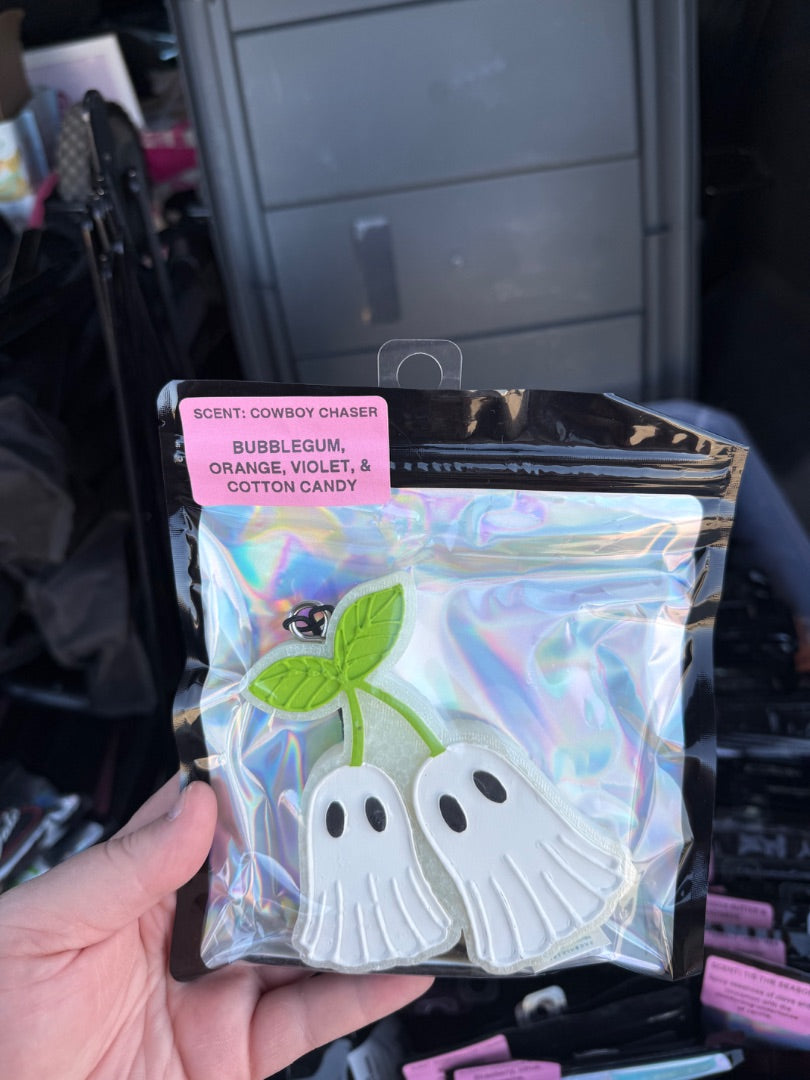 SCENT: COWBOY CHASER
BUBBLEGUM,
ORANGE, VIOLET, &
COTTON CANDY